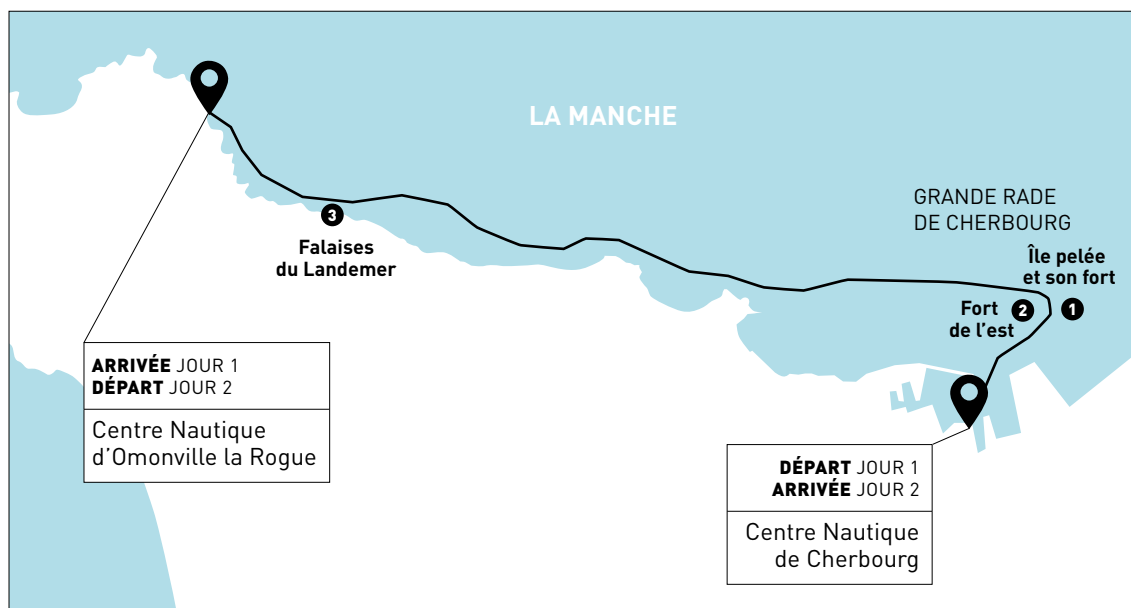 LA MANCHE
GRANDE RADE
DE CHERBOURG
Île pelée
et son fort
1
2
Fort
de l'est
3
Falaises
du Landemer
ARRIVÉE JOUR 1
DÉPART JOUR 2
Centre Nautique
d'Omonville la Rogue
DÉPART JOUR 1
ARRIVÉE JOUR 2
Centre Nautique
de Cherbourg